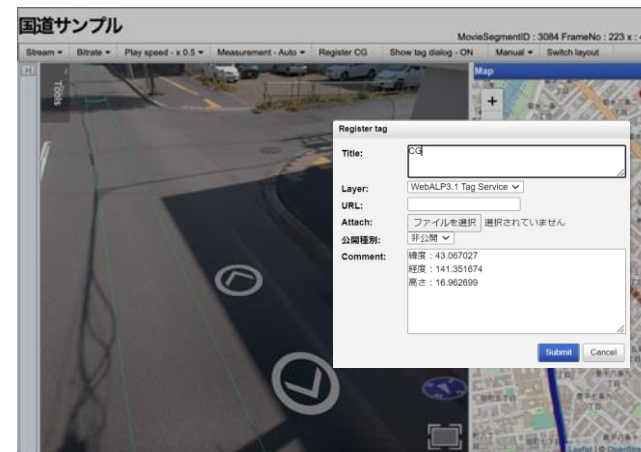 国道サンプル
MovieSegmentID : 3084 FrameNo : 223 x :
Stream Bitrate Play speed - x 0.5 Measurement - Auto Register CG Show tag dialog - ON Manual Switch layout
Tools
Map
+
Register tag
Title: CG
Layer: WebALP3.1 Tag Service
URL:
Attach: ファイルを選択 選択されていません
公開種別: 非公開
Comment: 緯度：43.067027
経度：141.351674
高さ：16.962699
Submit Cancel